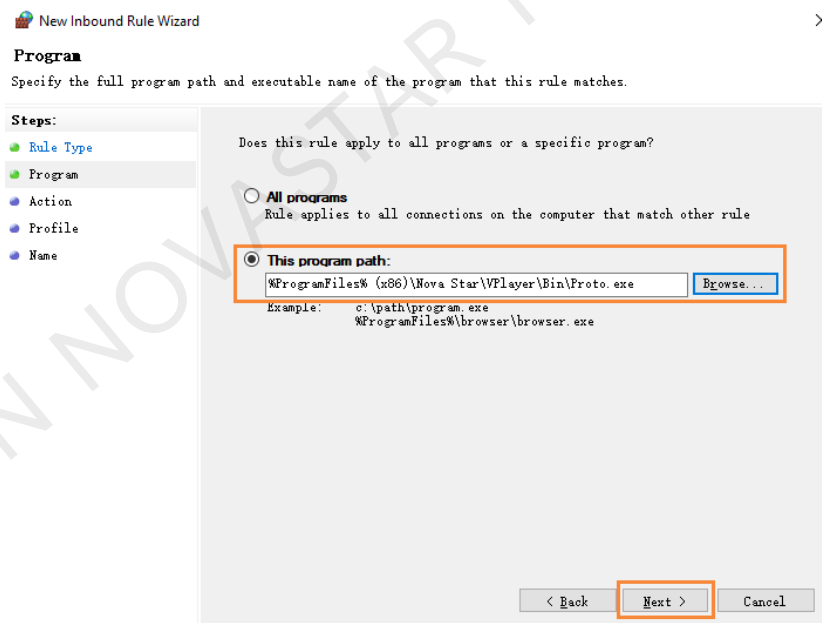 New Inbound Rule Wizard
Program
Specify the full program path and executable name of the program that this rule matches.
Steps:
Rule Type
Program
Action
Profile
Name
Does this rule apply to all programs or a specific program?
All programs
Rule applies to all connections on the computer that match other rule
This program path:
%ProgramFiles% (x86)\Nova Star\VPlayer\Bin\Proto.exe
Browse...
Example: c:\path\program.exe
%ProgramFiles%\browser\browser.exe
< Back
Next >
Cancel
N NOVASTAR